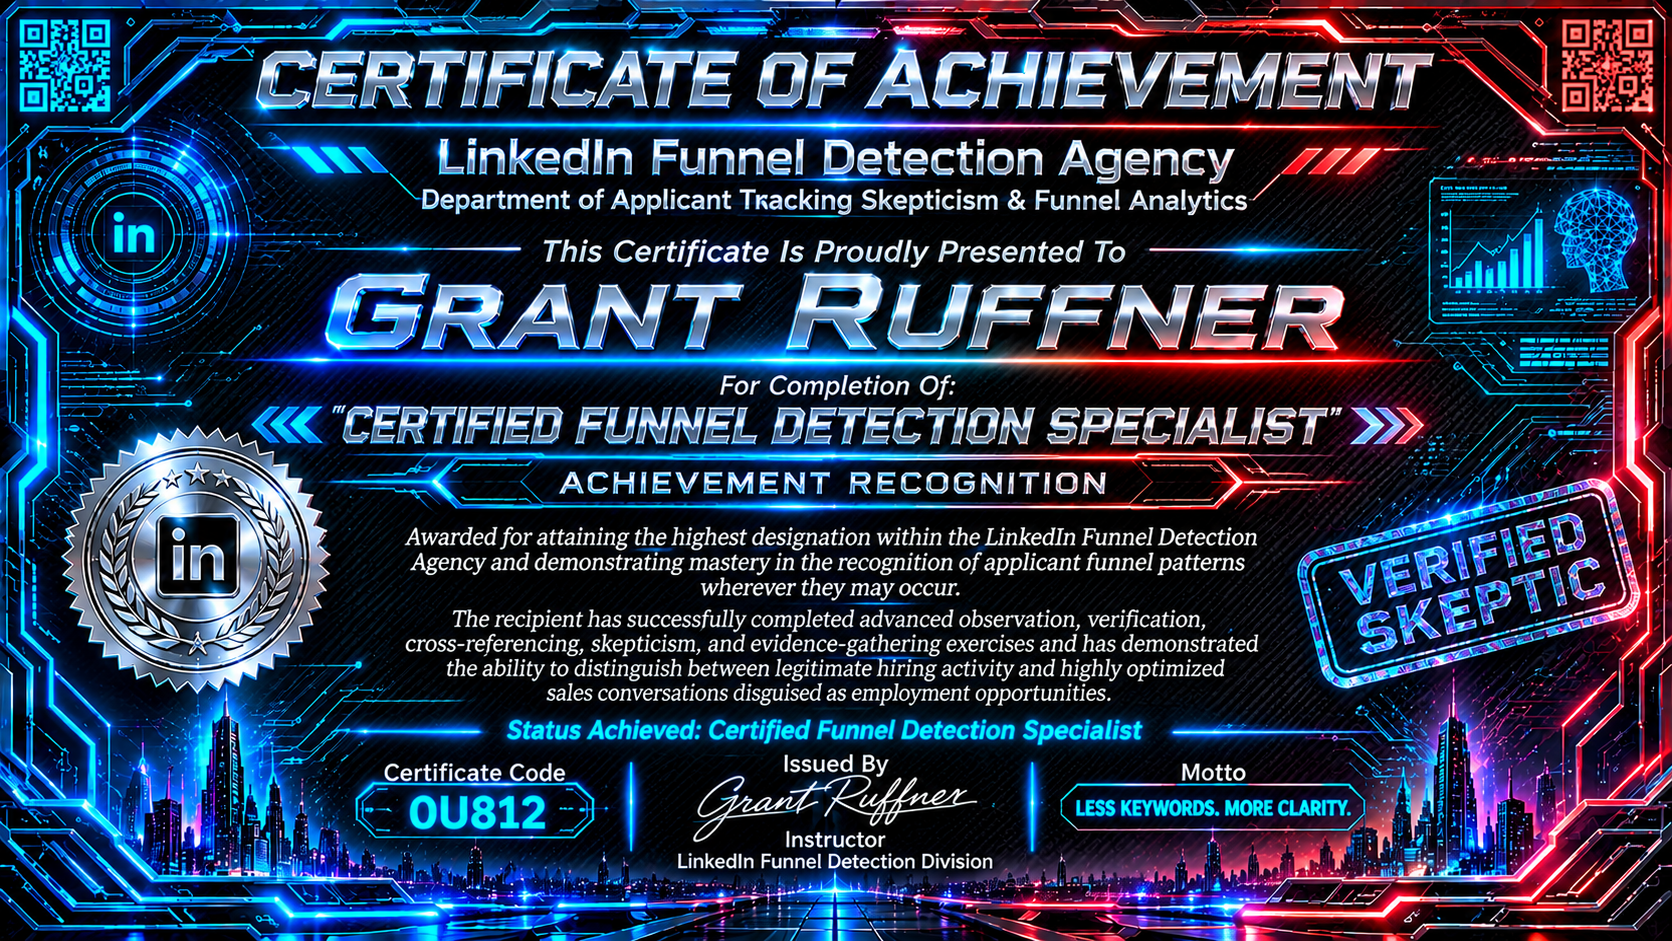 CERTIFICATE OF ACHIEVEMENT
LinkedIn Funnel Detection Agency
Department of Applicant Tracking Skepticism & Funnel Analytics
in
This Certificate Is Proudly Presented To
GRANT RUFFNER
For Completion Of:
"CERTIFIED FUNNEL DETECTION SPECIALIST"
ACHIEVEMENT RECOGNITION
in
Awarded for attaining the highest designation within the LinkedIn Funnel Detection
Agency and demonstrating mastery in the recognition of applicant funnel patterns
wherever they may occur.
VERIFIED
SKEPTIC
The recipient has successfully completed advanced observation, verification,
cross-referencing, skepticism, and evidence-gathering exercises and has demonstrated
the ability to distinguish between legitimate hiring activity and highly optimized
sales conversations disguised as employment opportunities.
Status Achieved: Certified Funnel Detection Specialist
Certificate Code
0U812
Issued By
Grant Ruffner
Instructor
LinkedIn Funnel Detection Division
Motto
LESS KEYWORDS. MORE CLARITY.